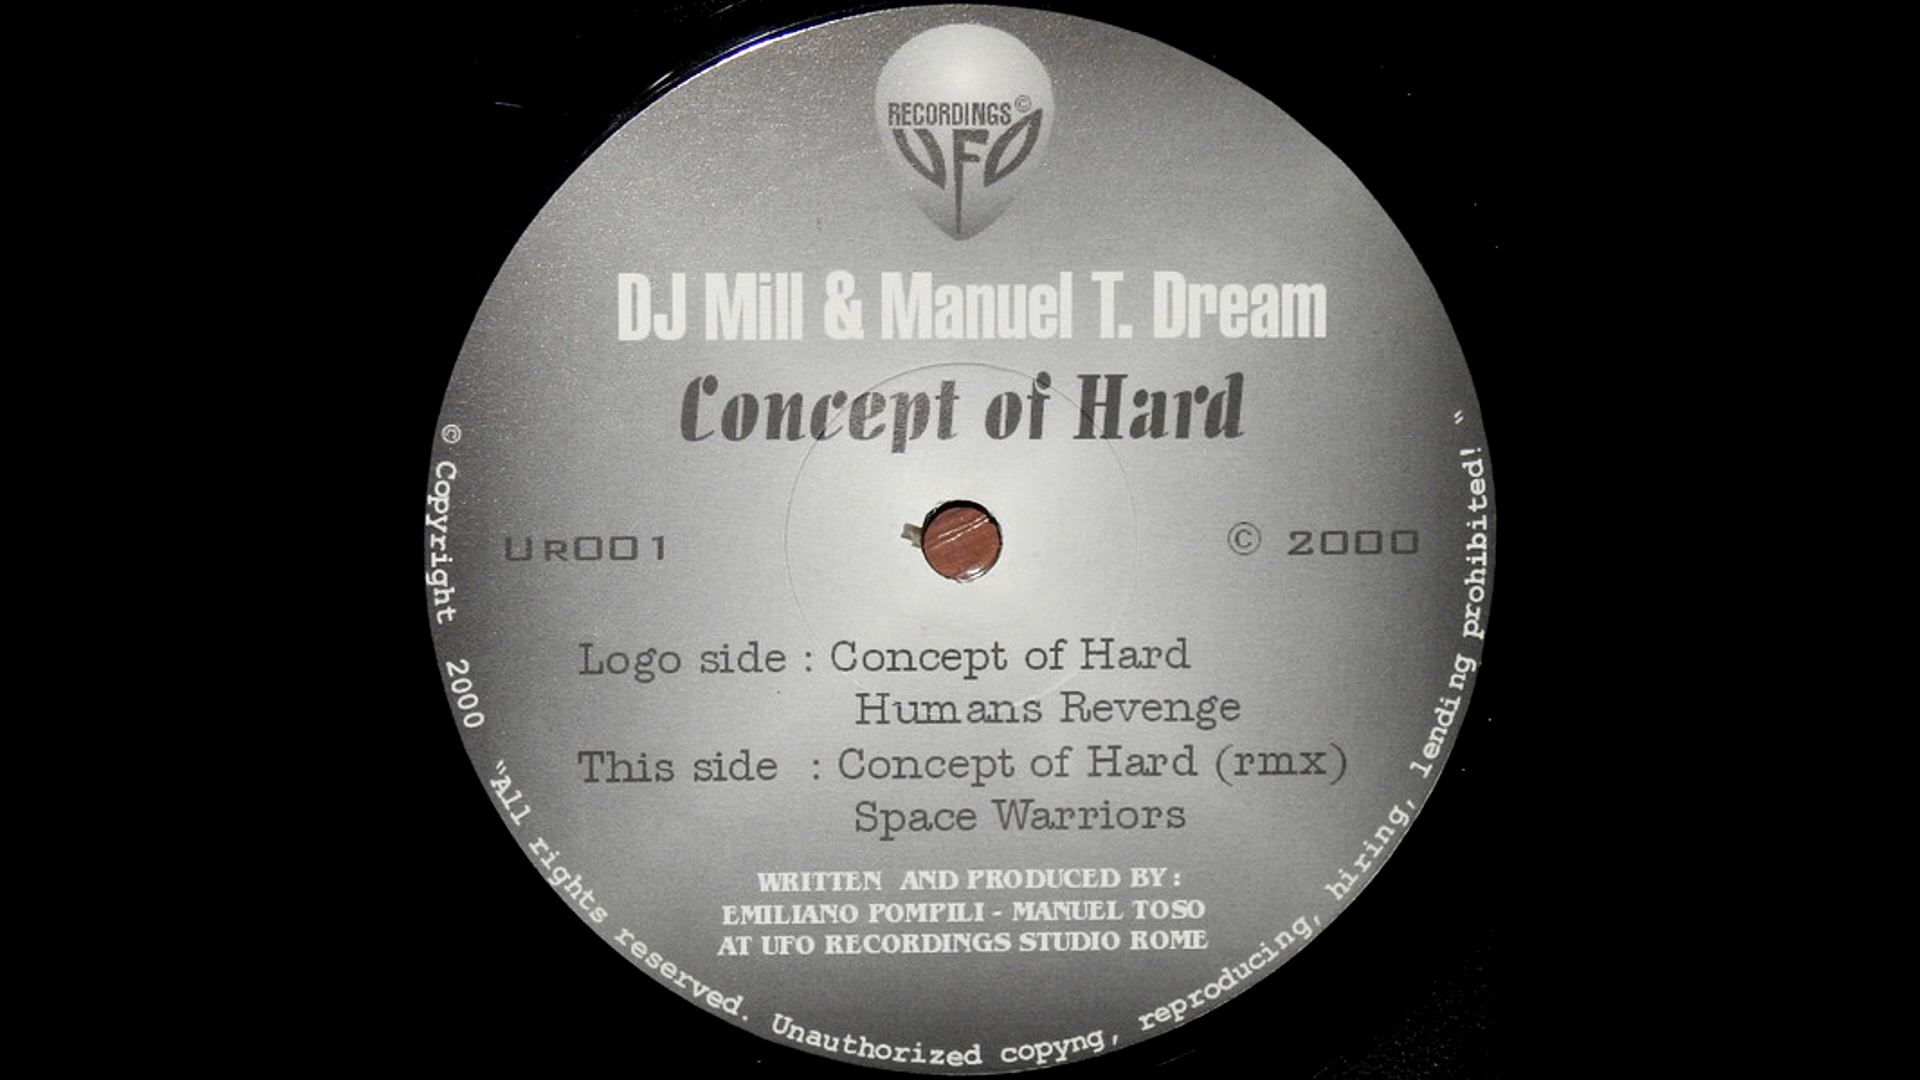 RECORDINGS©
UFO
DJ Mill & Manuel T. Dream
Concept of Hard
UR001
© 2000
Logo side : Concept of Hard
Humans Revenge
This side : Concept of Hard (rmx)
Space Warriors
WRITTEN AND PRODUCED BY :
EMILIANO POMPILI - MANUEL TOSO
AT UFO RECORDINGS STUDIO ROME
© Copyright 2000 "All rights reserved. Unauthorized copyng, reproducing, hiring, lending prohibited! "